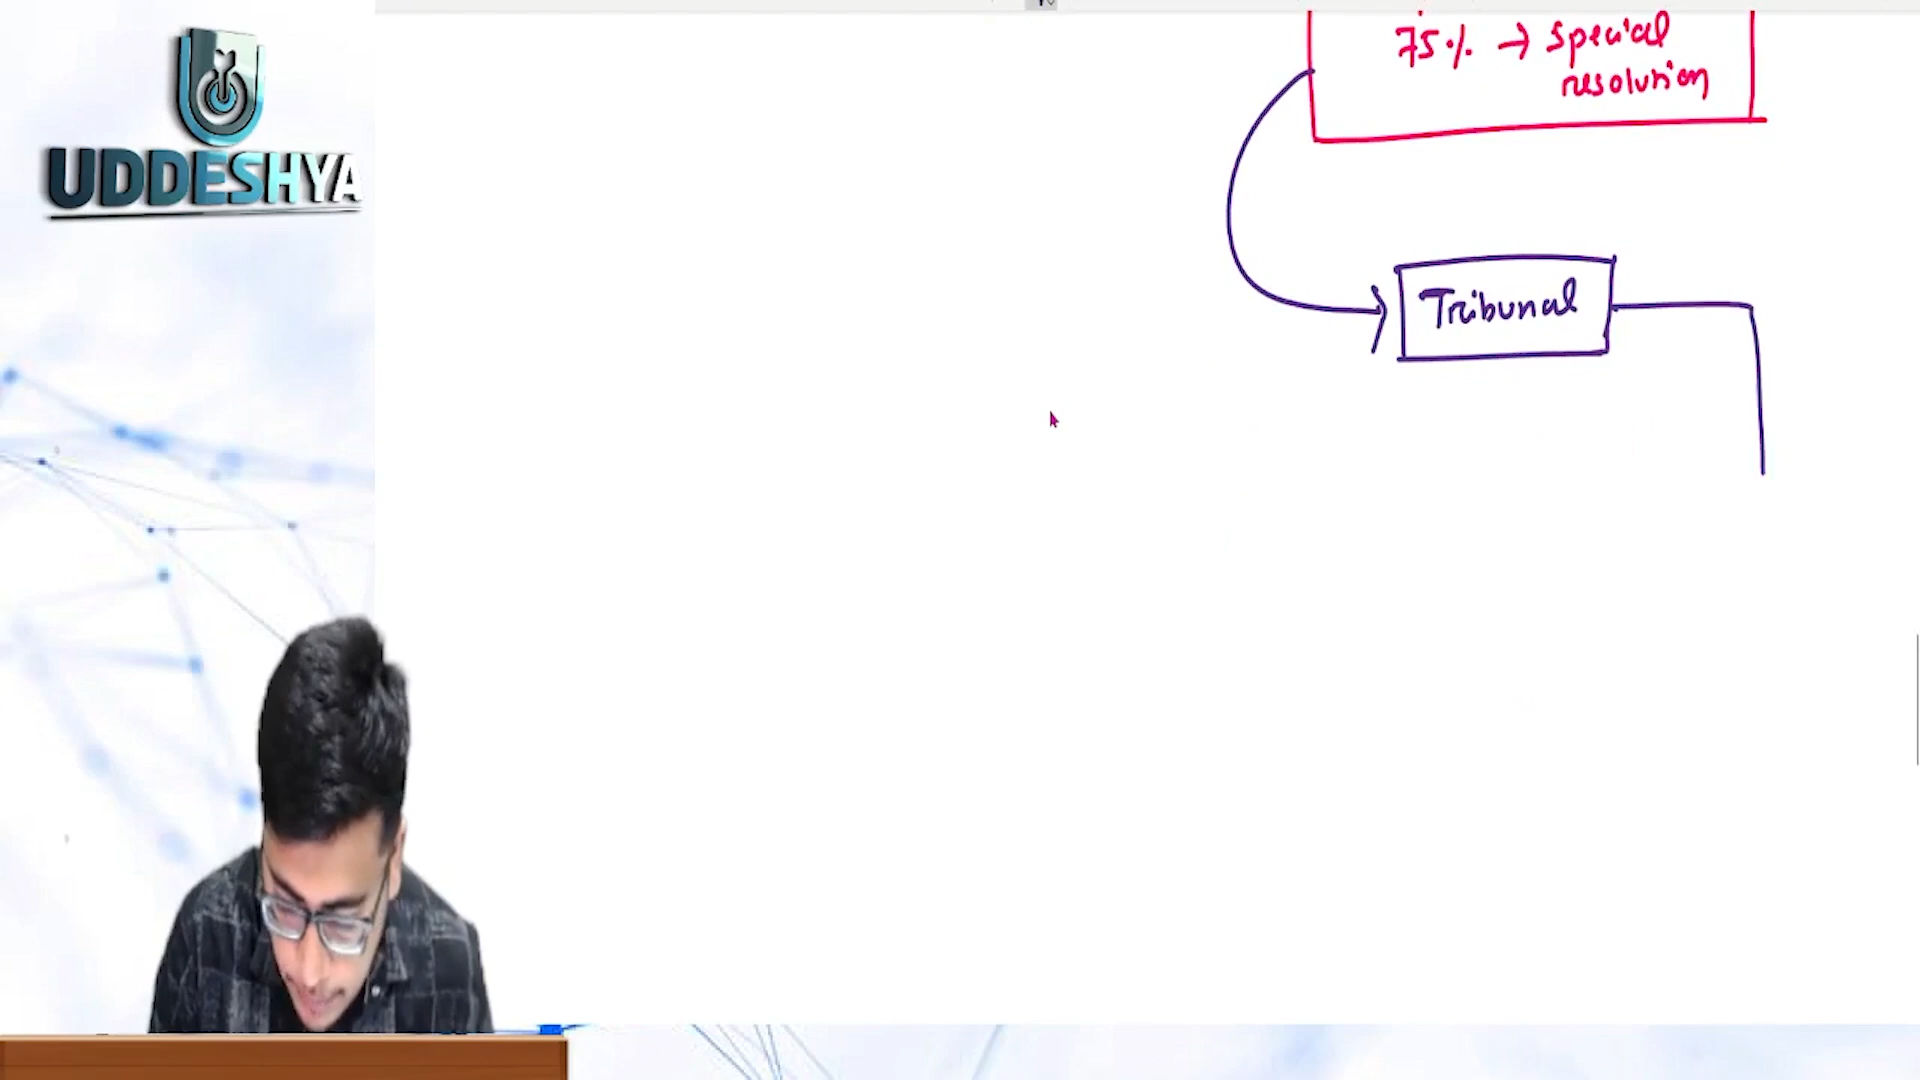 UDDESHYA
75% → special
resolution
Tribunal